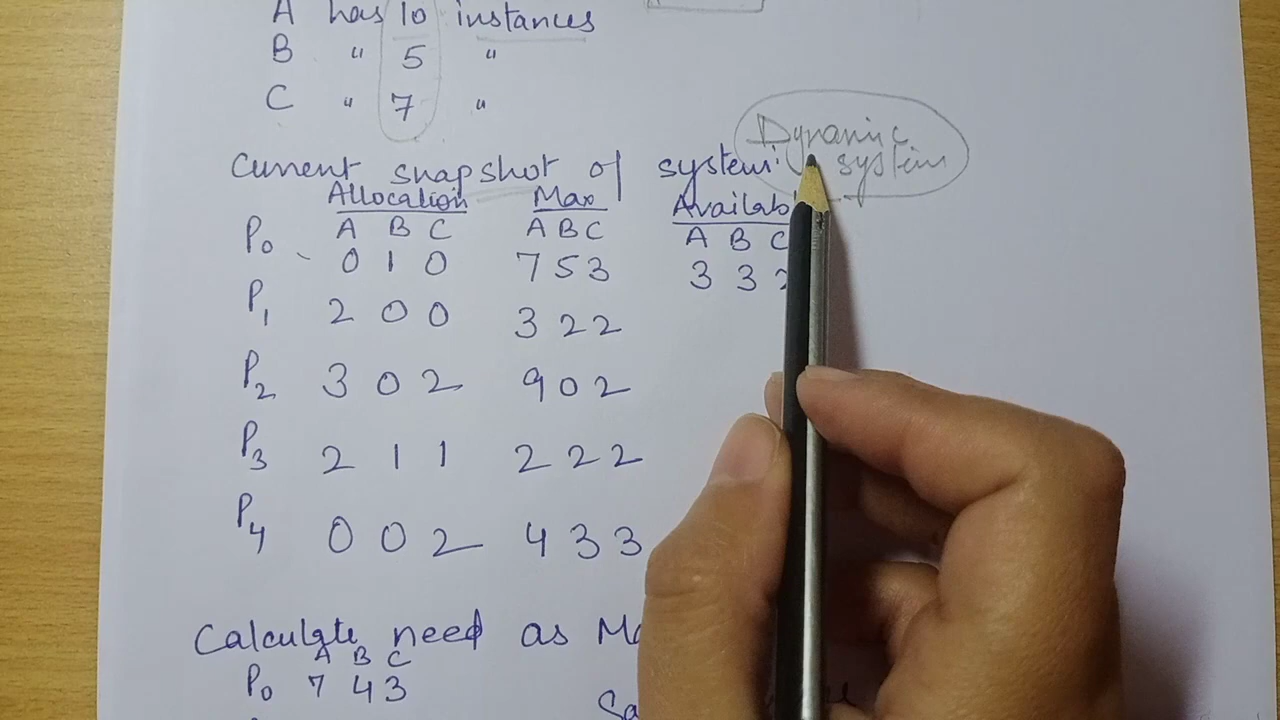 A has 10 instances
B " 5 "
C " 7 "
Dynamic
system
Current snapshot of system:
Allocation Max
A B C A B C A B
P0 0 1 0 7 5 3 3 3
P1 2 0 0 3 2 2
P2 3 0 2 9 0 2
P3 2 1 1 2 2 2
P4 0 0 2 4 3 3
Calculate need as
A B C
P0 7 4 3